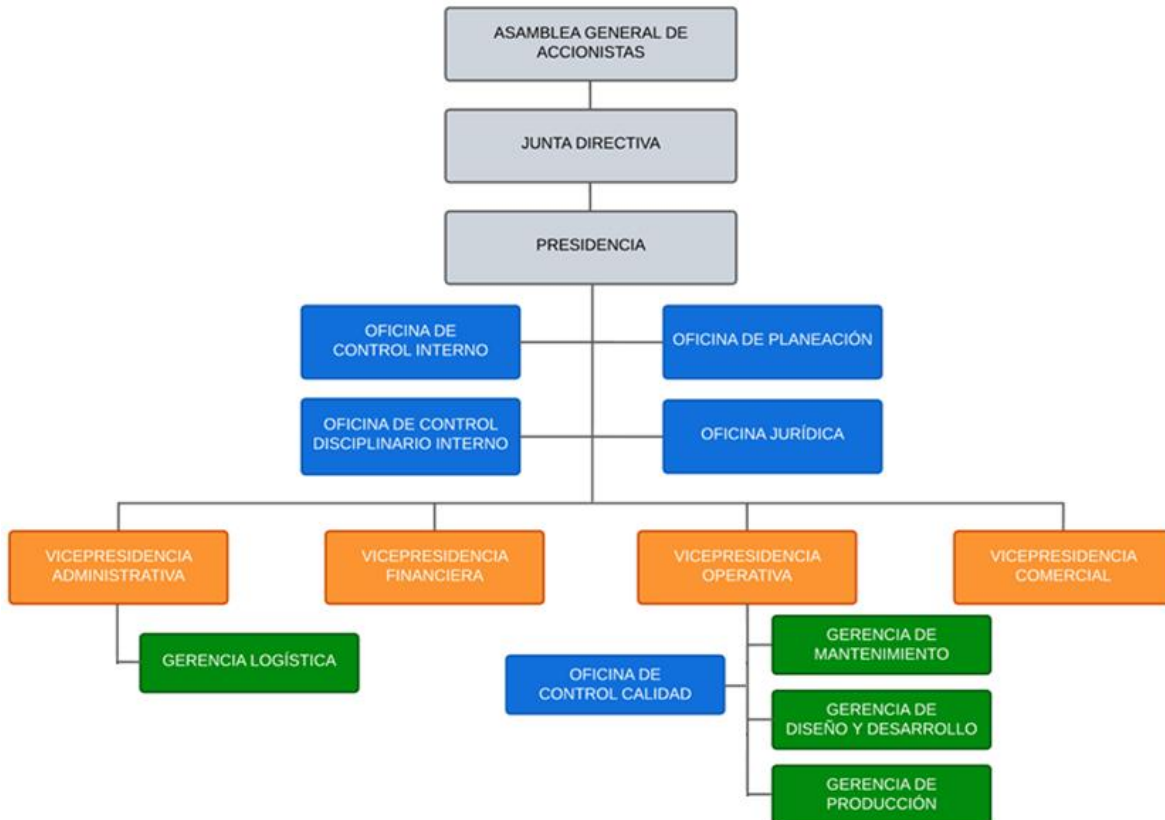 ASAMBLEA GENERAL DE
ACCIONISTAS
JUNTA DIRECTIVA
PRESIDENCIA
OFICINA DE
CONTROL INTERNO
OFICINA DE PLANEACIÓN
OFICINA DE CONTROL
DISCIPLINARIO INTERNO
OFICINA JURÍDICA
VICEPRESIDENCIA
ADMINISTRATIVA
VICEPRESIDENCIA
FINANCIERA
VICEPRESIDENCIA
OPERATIVA
VICEPRESIDENCIA
COMERCIAL
GERENCIA LOGÍSTICA
GERENCIA DE
MANTENIMIENTO
OFICINA DE
CONTROL CALIDAD
GERENCIA DE
DISEÑO Y DESARROLLO
GERENCIA DE
PRODUCCIÓN